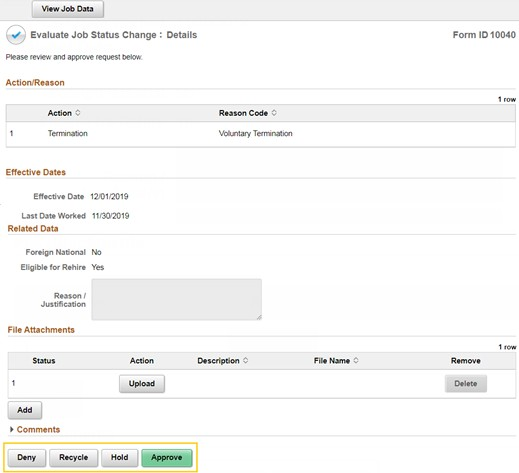 View Job Data
Evaluate Job Status Change : Details
Form ID 10040
Please review and approve request below.
Action/Reason
1 row
Action Reason Code
1 Termination Voluntary Termination
Effective Dates
Effective Date 12/01/2019
Last Date Worked 11/30/2019
Related Data
Foreign National No
Eligible for Rehire Yes
Reason /
Justification
File Attachments
1 row
Status Action Description File Name Remove
1 Upload Delete
Add
Comments
Deny Recycle Hold Approve